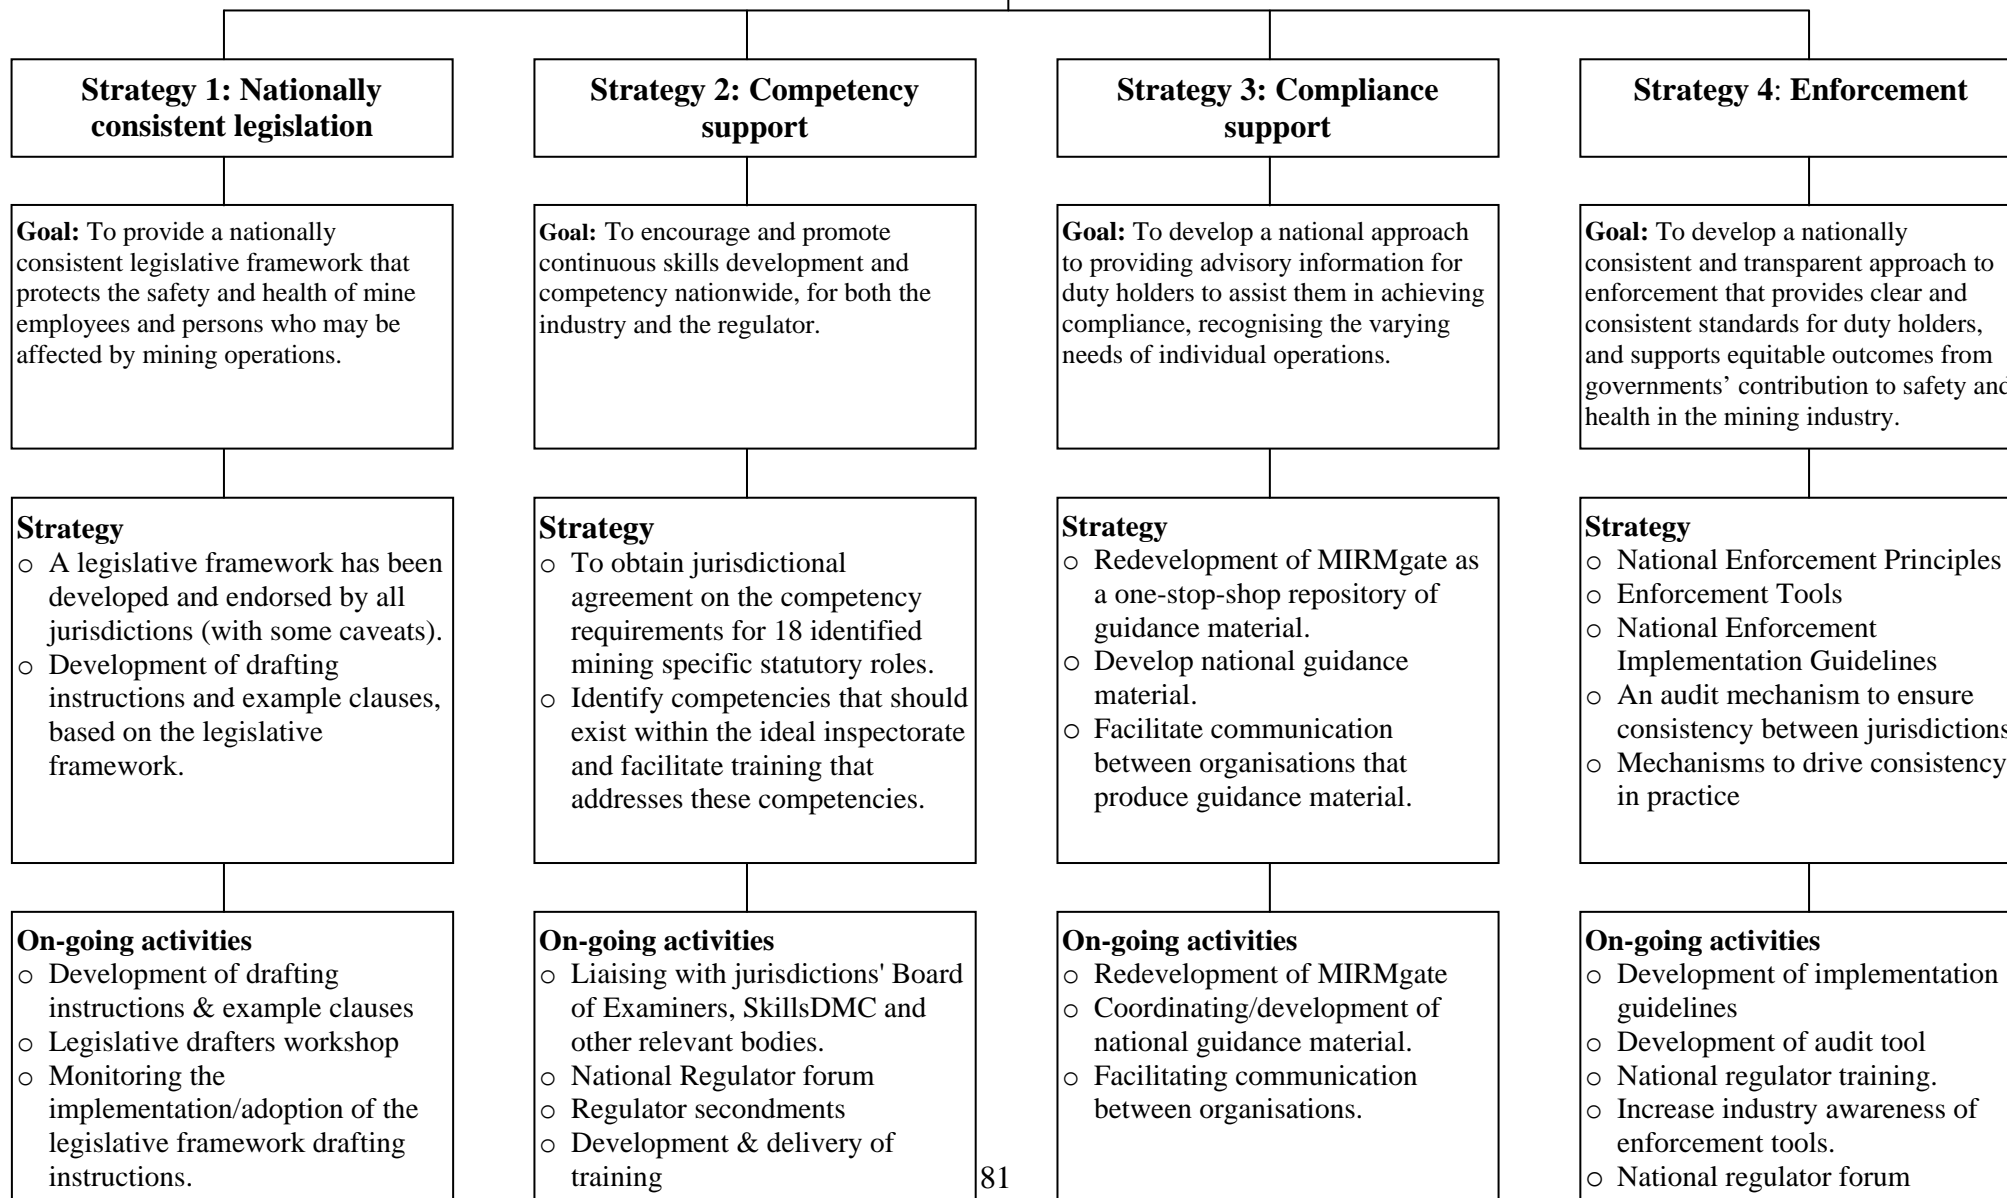 Strategy 1: Nationally
consistent legislation
Goal: To provide a nationally
consistent legislative framework that
protects the safety and health of mine
employees and persons who may be
affected by mining operations.
Strategy
o A legislative framework has been
developed and endorsed by all
jurisdictions (with some caveats).
o Development of drafting
instructions and example clauses,
based on the legislative
framework.
On-going activities
o Development of drafting
instructions & example clauses
o Legislative drafters workshop
o Monitoring the
implementation/adoption of the
legislative framework drafting
instructions.
Strategy 2: Competency
support
Goal: To encourage and promote
continuous skills development and
competency nationwide, for both the
industry and the regulator.
Strategy
o To obtain jurisdictional
agreement on the competency
requirements for 18 identified
mining specific statutory roles.
o Identify competencies that should
exist within the ideal inspectorate
and facilitate training that
addresses these competencies.
On-going activities
o Liaising with jurisdictions' Board
of Examiners, SkillsDMC and
other relevant bodies.
o National Regulator forum
o Regulator secondments
o Development & delivery of
training
Strategy 3: Compliance
support
Goal: To develop a national approach
to providing advisory information for
duty holders to assist them in achieving
compliance, recognising the varying
needs of individual operations.
Strategy
o Redevelopment of MIRMgate as
a one-stop-shop repository of
guidance material.
o Develop national guidance
material.
o Facilitate communication
between organisations that
produce guidance material.
On-going activities
o Redevelopment of MIRMgate
o Coordinating/development of
national guidance material.
o Facilitating communication
between organisations.
Strategy 4: Enforcement
Goal: To develop a nationally
consistent and transparent approach to
enforcement that provides clear and
consistent standards for duty holders,
and supports equitable outcomes from
governments’ contribution to safety and
health in the mining industry.
Strategy
o National Enforcement Principles
o Enforcement Tools
o National Enforcement
Implementation Guidelines
o An audit mechanism to ensure
consistency between jurisdictions
o Mechanisms to drive consistency
in practice
On-going activities
o Development of implementation
guidelines
o Development of audit tool
o National regulator training.
o Increase industry awareness of
enforcement tools.
o National regulator forum
81